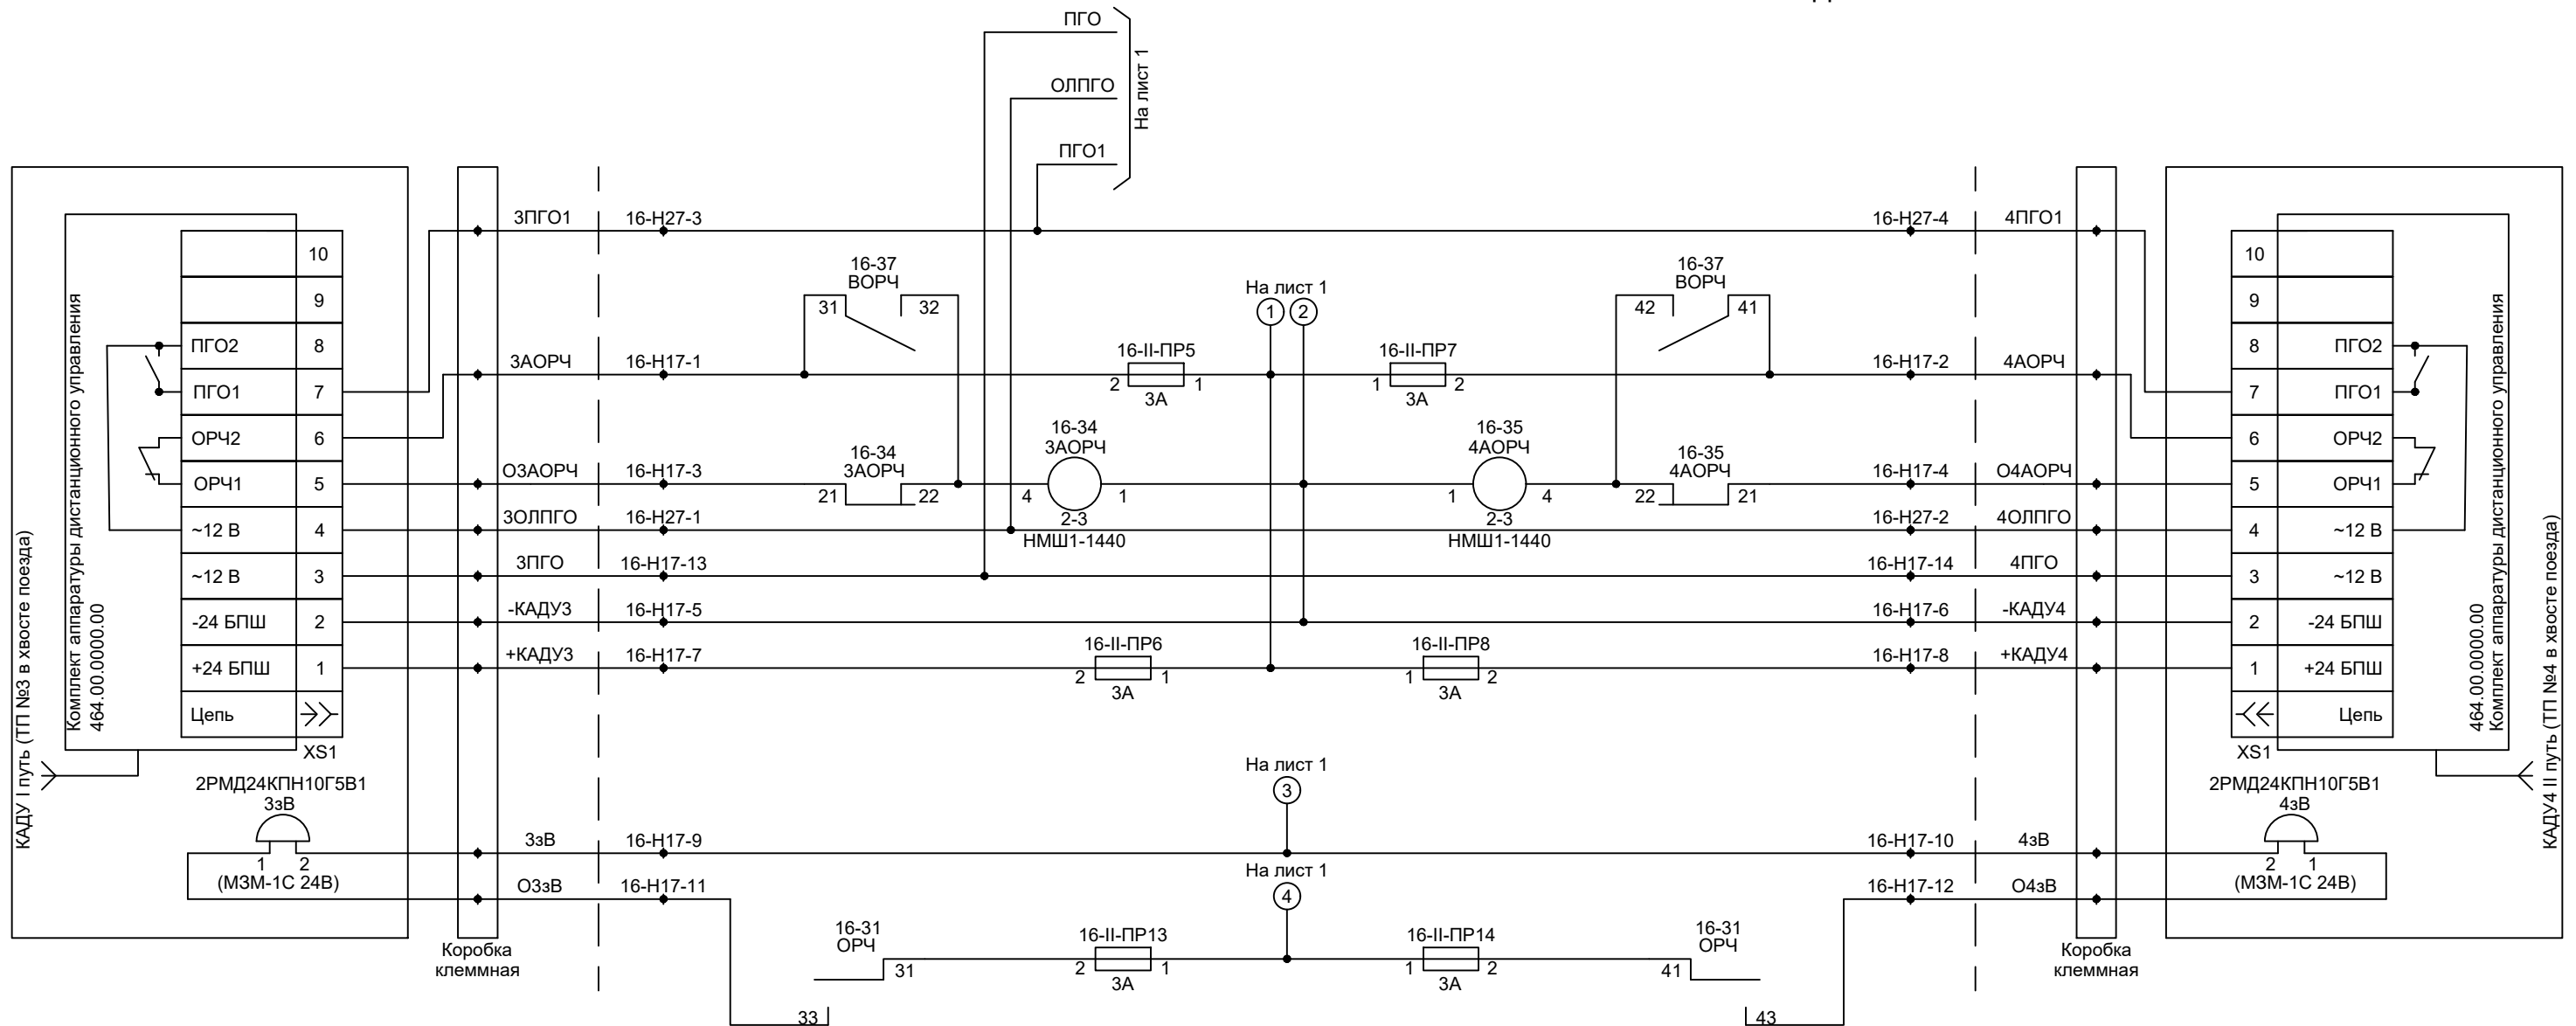 ПГО
ОЛПГО
ПГО1
На лист 1
КАДУ I путь (ТП №3 в хвосте поезда)
Комплект аппаратуры дистанционного управления
464.00.0000.00
10
9
ПГО2 8
ПГО1 7
ОРЧ2 6
ОРЧ1 5
~12 В 4
~12 В 3
-24 БПШ 2
+24 БПШ 1
Цепь
XS1
2РМД24КПН10Г5В1
3зВ
1 2
(МЗМ-1С 24В)
Коробка
клеммная
3ПГО1 16-Н27-3
3АОРЧ 16-Н17-1
О3АОРЧ 16-Н17-3
3ОЛПГО 16-Н27-1
3ПГО 16-Н17-13
-КАДУ3 16-Н17-5
+КАДУ3 16-Н17-7
3зВ 16-Н17-9
О3зВ 16-Н17-11
16-37
ВОРЧ
31 32
16-34
3АОРЧ
21 22
16-34
3АОРЧ
4 1
2-3
НМШ1-1440
На лист 1
1 2
16-II-ПР5
2 1
3А
16-II-ПР7
1 2
3А
16-37
ВОРЧ
42 41
16-35
4АОРЧ
1 4
2-3
НМШ1-1440
16-35
4АОРЧ
22 21
16-II-ПР6
2 1
3А
16-II-ПР8
1 2
3А
На лист 1
3
На лист 1
4
16-31
ОРЧ
31
33
16-II-ПР13
2 1
3А
16-II-ПР14
1 2
3А
16-31
ОРЧ
41
43
16-Н27-4 4ПГО1
16-Н17-2 4АОРЧ
16-Н17-4 О4АОРЧ
16-Н27-2 4ОЛПГО
16-Н17-14 4ПГО
16-Н17-6 -КАДУ4
16-Н17-8 +КАДУ4
16-Н17-10 4зВ
16-Н17-12 О4зВ
Коробка
клеммная
10
9
8 ПГО2
7 ПГО1
6 ОРЧ2
5 ОРЧ1
4 ~12 В
3 ~12 В
2 -24 БПШ
1 +24 БПШ
Цепь
XS1
2РМД24КПН10Г5В1
4зВ
2 1
(МЗМ-1С 24В)
464.00.0000.00
Комплект аппаратуры дистанционного управления
КАДУ4 II путь (ТП №4 в хвосте поезда)